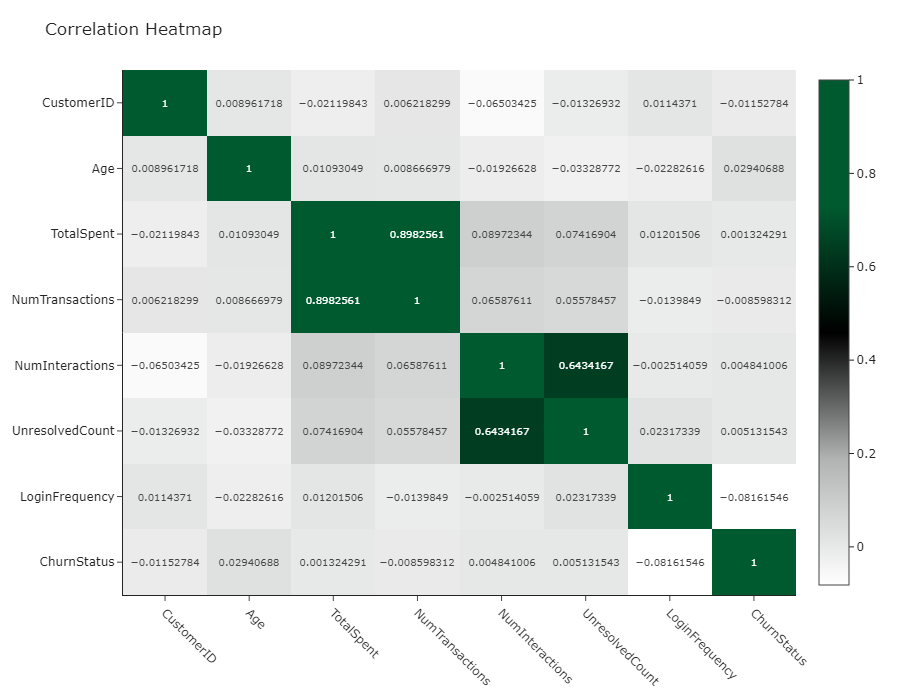 Correlation Heatmap
CustomerID 1 0.008961718 −0.02119843 0.006218299 −0.06503425 −0.01326932 0.0114371 −0.01152784
Age 0.008961718 1 0.01093049 0.008666979 −0.01926628 −0.03328772 −0.02282616 0.02940688
TotalSpent −0.02119843 0.01093049 1 0.8982561 0.08972344 0.07416904 0.01201506 0.001324291
NumTransactions 0.006218299 0.008666979 0.8982561 1 0.06587611 0.05578457 −0.0139849 −0.008598312
NumInteractions −0.06503425 −0.01926628 0.08972344 0.06587611 1 0.6434167 −0.002514059 0.004841006
UnresolvedCount −0.01326932 −0.03328772 0.07416904 0.05578457 0.6434167 1 0.02317339 0.005131543
LoginFrequency 0.0114371 −0.02282616 0.01201506 −0.0139849 −0.002514059 0.02317339 1 −0.08161546
ChurnStatus −0.01152784 0.02940688 0.001324291 −0.008598312 0.004841006 0.005131543 −0.08161546 1
CustomerID
Age
TotalSpent
NumTransactions
NumInteractions
UnresolvedCount
LoginFrequency
ChurnStatus
1
0.8
0.6
0.4
0.2
0